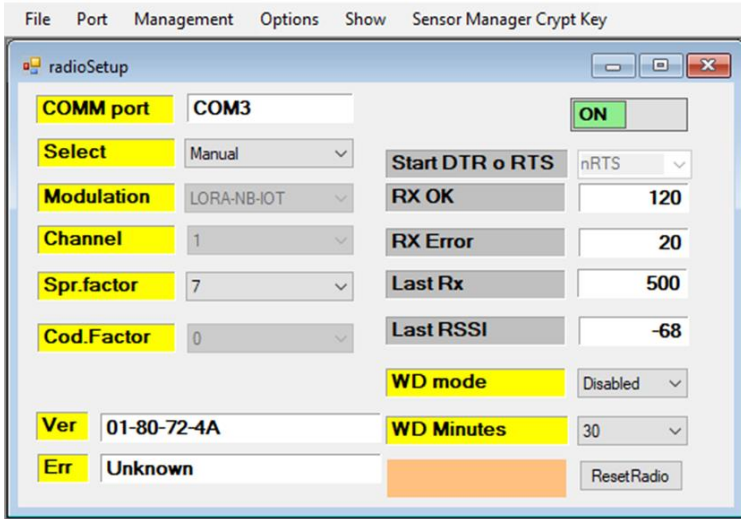 File Port Management Options Show Sensor Manager Crypt Key
radioSetup
COMM port COM3 ON
Select Manual Start DTR o RTS nRTS
Modulation LORA-NB-IOT RX OK 120
Channel 1 RX Error 20
Spr.factor 7 Last Rx 500
Cod.Factor 0 Last RSSI -68
WD mode Disabled
Ver 01-80-72-4A WD Minutes 30
Err Unknown ResetRadio